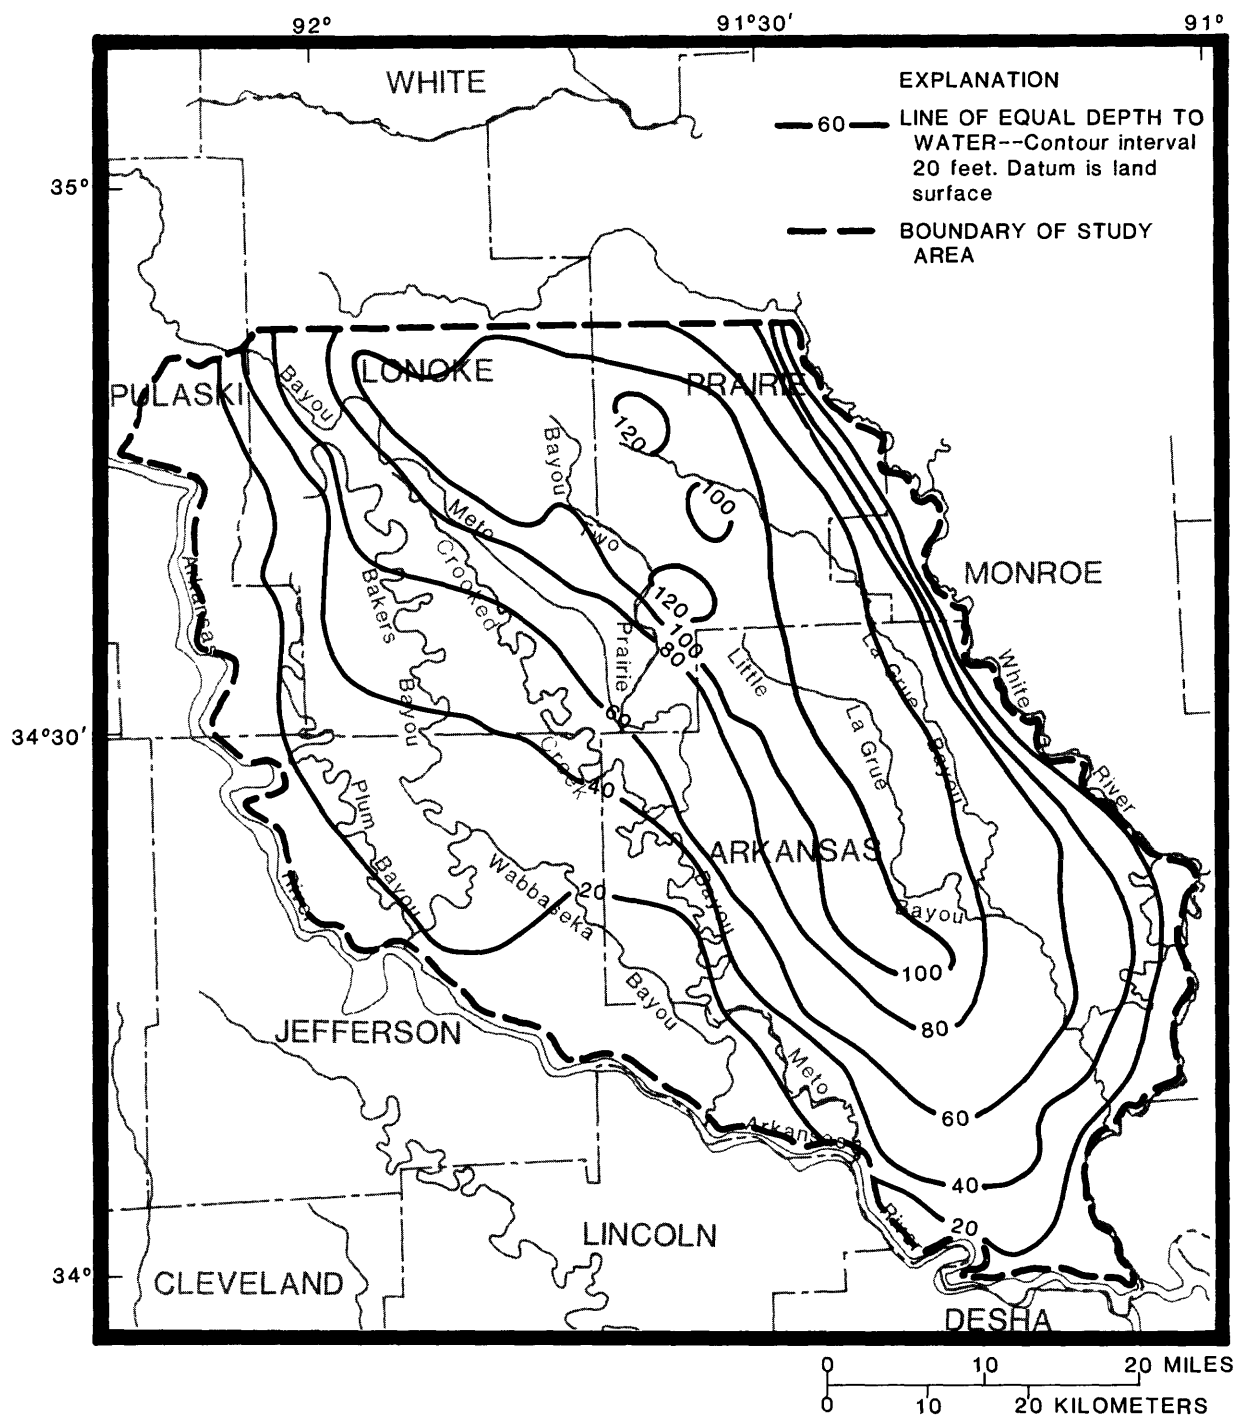 92°
91°30′
91°
WHITE
EXPLANATION
60
LINE OF EQUAL DEPTH TO
WATER--Contour interval
20 feet. Datum is land
surface
35°
BOUNDARY OF STUDY
AREA
LONOKE
PRAIRIE
PULASKI
Bayou
120
Bayou
100
Meto
Two
Crooked
MONROE
Arkansas
Bakers
120
100
80
Prairie
Little
La Grue
White
60
Bayou
34°30′
La Grue
Bayou
Creek
40
River
Plum
ARKANSAS
Wabbaseka
20
Bayou
River
Bayou
Bayou
100
Bayou
80
JEFFERSON
Meto
60
Arkansas
40
River
20
LINCOLN
34°
CLEVELAND
DESHA
0 10 20 MILES
0 10 20 KILOMETERS